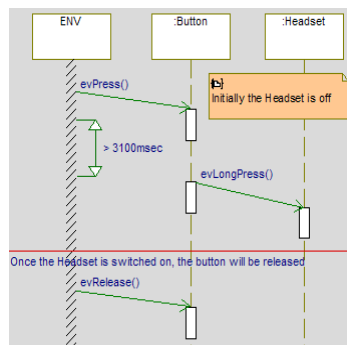 ENV
:Button
:Headset
evPress()
Initially the Headset is off
> 3100msec
evLongPress()
Once the Headset is switched on, the button will be released
evRelease()